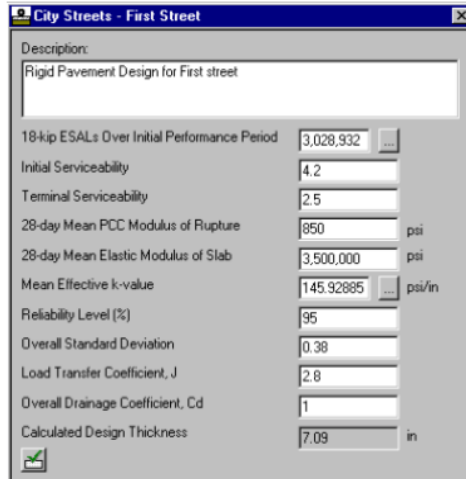 City Streets - First Street
Description:
Rigid Pavement Design for First street
18-kip ESALs Over Initial Performance Period 3,028,932 ...
Initial Serviceability 4.2
Terminal Serviceability 2.5
28-day Mean PCC Modulus of Rupture 850 psi
28-day Mean Elastic Modulus of Slab 3,500,000 psi
Mean Effective k-value 145.92885 ... psi/in
Reliability Level (%) 95
Overall Standard Deviation 0.38
Load Transfer Coefficient, J 2.8
Overall Drainage Coefficient, Cd 1
Calculated Design Thickness 7.09 in